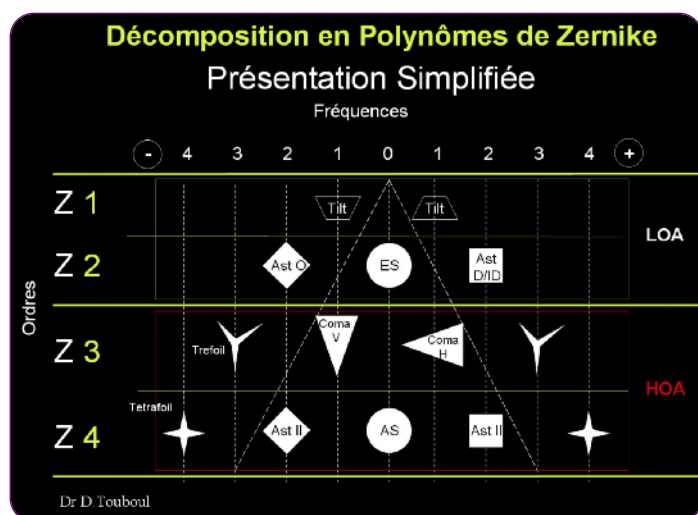 Décomposition en Polynômes de Zernike
Présentation Simplifiée
Fréquences
- 4 3 2 1 0 1 2 3 4 +
Ordres
Z 1
Tilt Tilt
LOA
Z 2
Ast O ES Ast D/ID
Z 3
Trefoil Coma V Coma H
HOA
Tetrafoil
Z 4
Ast II AS Ast II
Dr D.Touboul